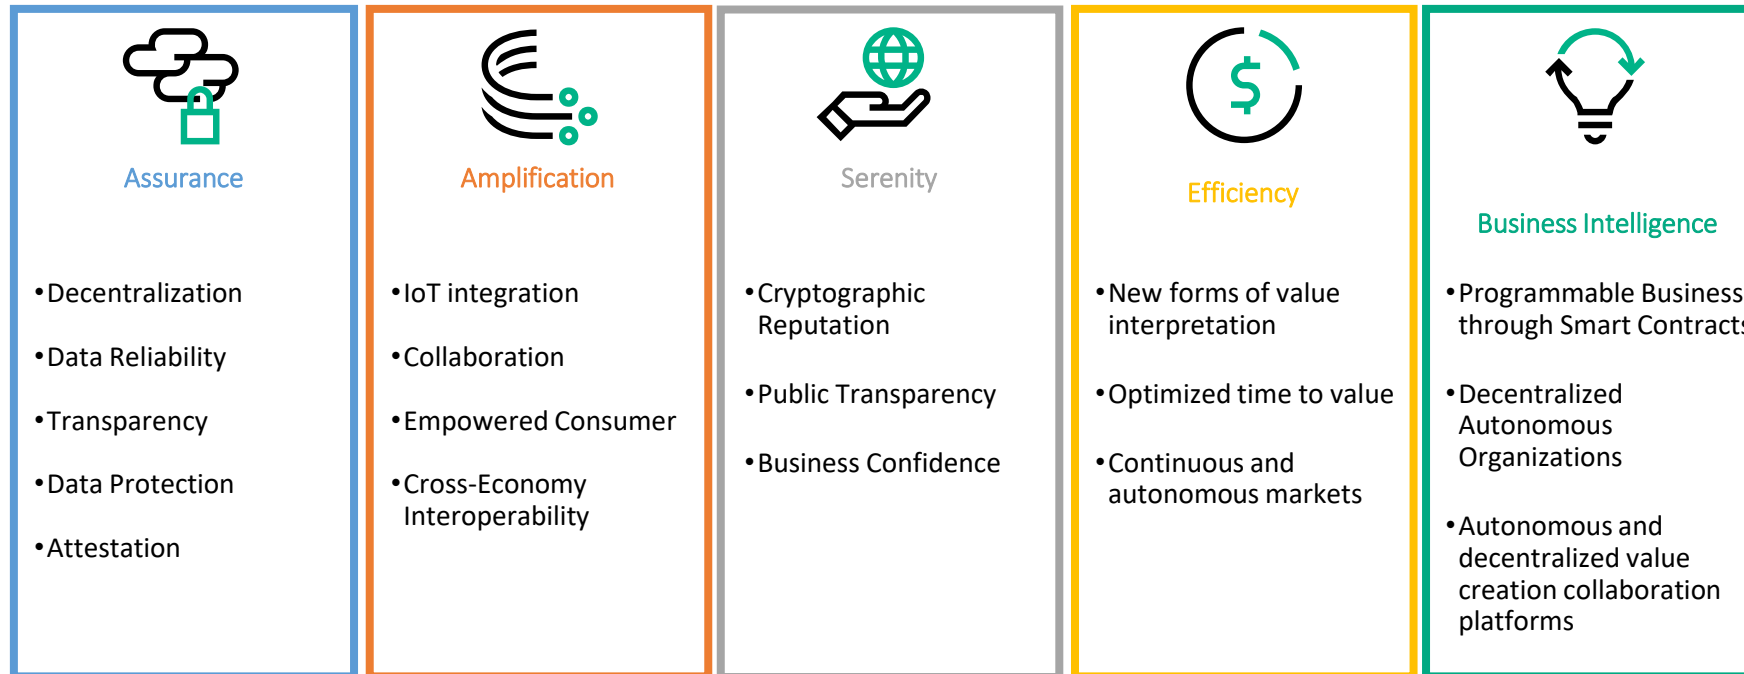 Assurance
•Decentralization
•Data Reliability
•Transparency
•Data Protection
•Attestation
Amplification
•IoT integration
•Collaboration
•Empowered Consumer
•Cross-Economy
Interoperability
Serenity
•Cryptographic
Reputation
•Public Transparency
•Business Confidence
$
Efficiency
•New forms of value
interpretation
•Optimized time to value
•Continuous and
autonomous markets
Business Intelligence
•Programmable Business
through Smart Contracts
•Decentralized
Autonomous
Organizations
•Autonomous and
decentralized value
creation collaboration
platforms